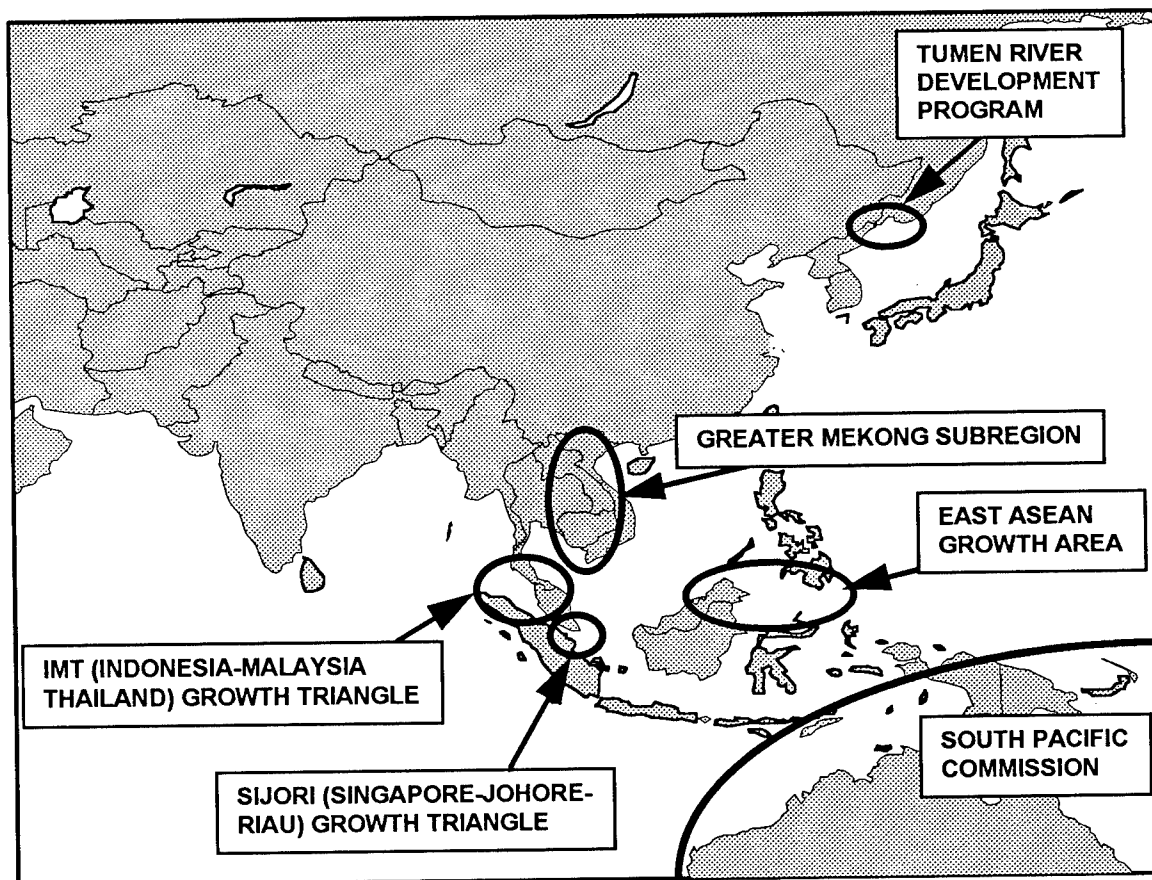 TUMEN RIVER
DEVELOPMENT
PROGRAM
GREATER MEKONG SUBREGION
EAST ASEAN
GROWTH AREA
IMT (INDONESIA-MALAYSIA
THAILAND) GROWTH TRIANGLE
SOUTH PACIFIC
COMMISSION
SIJORI (SINGAPORE-JOHORE-
RIAU) GROWTH TRIANGLE